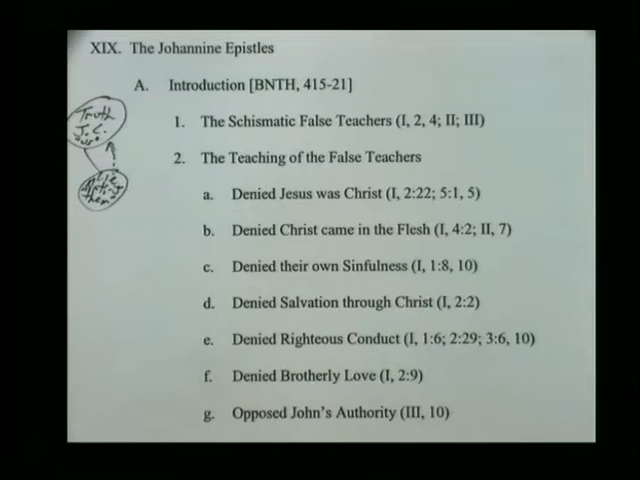 XIX. The Johannine Epistles
A. Introduction [BNTH, 415-21]
Truth
J.C.
"us"
1. The Schismatic False Teachers (I, 2, 4; II; III)
2. The Teaching of the False Teachers
a. Denied Jesus was Christ (I, 2:22; 5:1, 5)
b. Denied Christ came in the Flesh (I, 4:2; II, 7)
c. Denied their own Sinfulness (I, 1:8, 10)
d. Denied Salvation through Christ (I, 2:2)
e. Denied Righteous Conduct (I, 1:6; 2:29; 3:6, 10)
f. Denied Brotherly Love (I, 2:9)
g. Opposed John's Authority (III, 10)